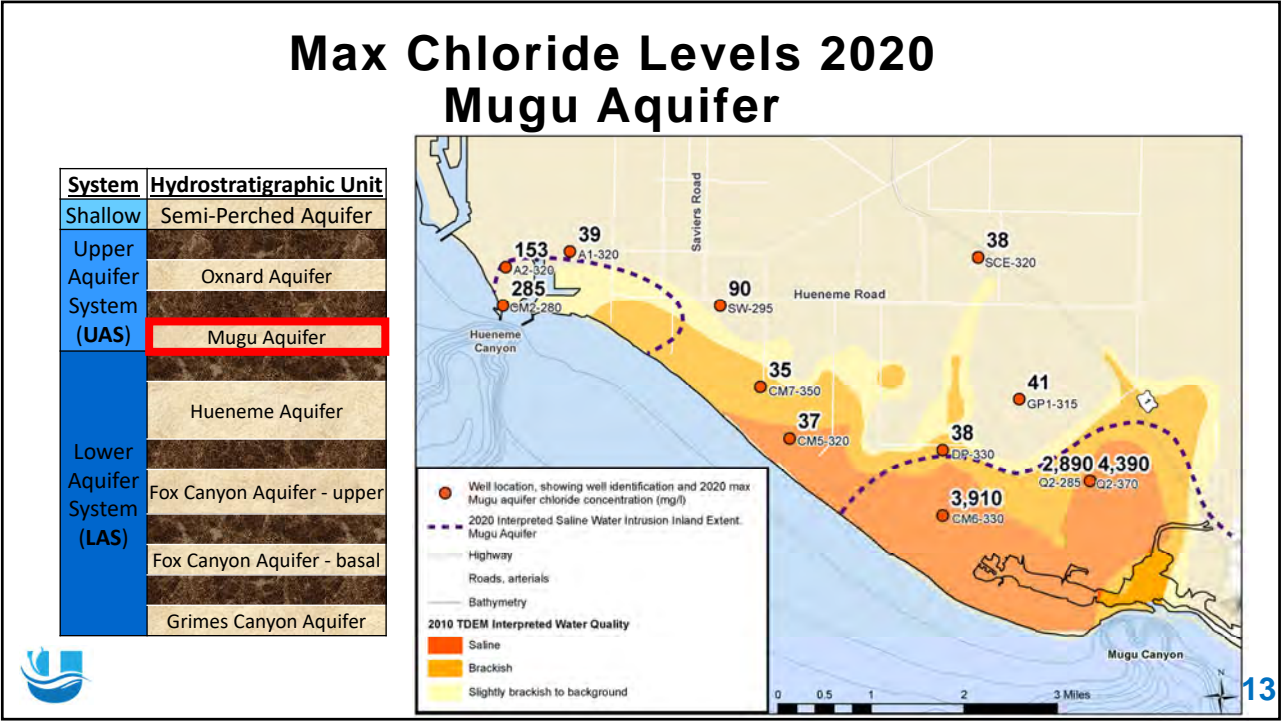 Max Chloride Levels 2020
Mugu Aquifer
System Hydrostratigraphic Unit
Shallow Semi-Perched Aquifer
Upper
Aquifer
System
(UAS)
Oxnard Aquifer
Mugu Aquifer
Hueneme Aquifer
Lower
Aquifer
System
(LAS)
Fox Canyon Aquifer - upper
Fox Canyon Aquifer - basal
Grimes Canyon Aquifer
Saviers Road
39
A1-320
153
A2-320
285
CM2-280
Hueneme
Canyon
90
SW-295
Hueneme Road
38
SCE-320
35
CM7-350
37
CM5-320
41
GP1-315
38
DP-330
2,890 4,390
Q2-285 Q2-370
3,910
CM6-330
Mugu Canyon
Well location, showing well identification and 2020 max
Mugu aquifer chloride concentration (mg/l)
2020 Interpreted Saline Water Intrusion Inland Extent.
Mugu Aquifer
Highway
Roads, arterials
Bathymetry
2010 TDEM Interpreted Water Quality
Saline
Brackish
Slightly brackish to background
0 0.5 1 2 3 Miles
N
13